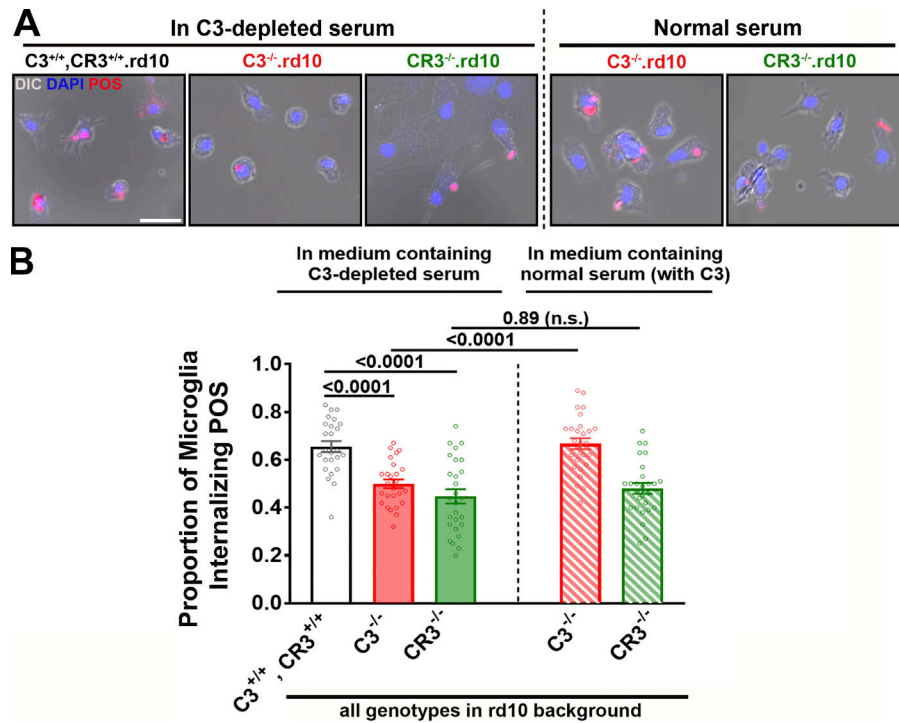 A
In C3-depleted serum
Normal serum
C3+/+,CR3+/+.rd10
C3-/-.rd10
CR3-/-.rd10
C3-/-.rd10
CR3-/-.rd10
DIC DAPI POS
B
In medium containing
C3-depleted serum
In medium containing
normal serum (with C3)
0.89 (n.s.)
<0.0001
<0.0001
<0.0001
Proportion of Microglia
Internalizing POS
1.0
0.8
0.6
0.4
0.2
0.0
C3+/+, CR3+/+
C3-/-
CR3-/-
C3-/-
CR3-/-
all genotypes in rd10 background